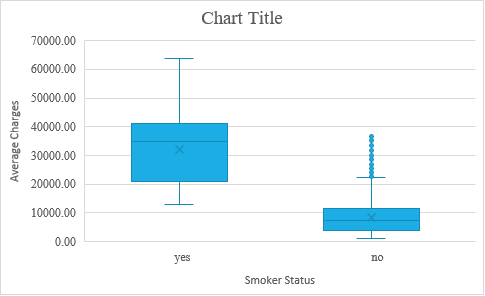 Chart Title
70000.00
60000.00
50000.00
40000.00
30000.00
20000.00
10000.00
0.00
Average Charges
yes
no
Smoker Status